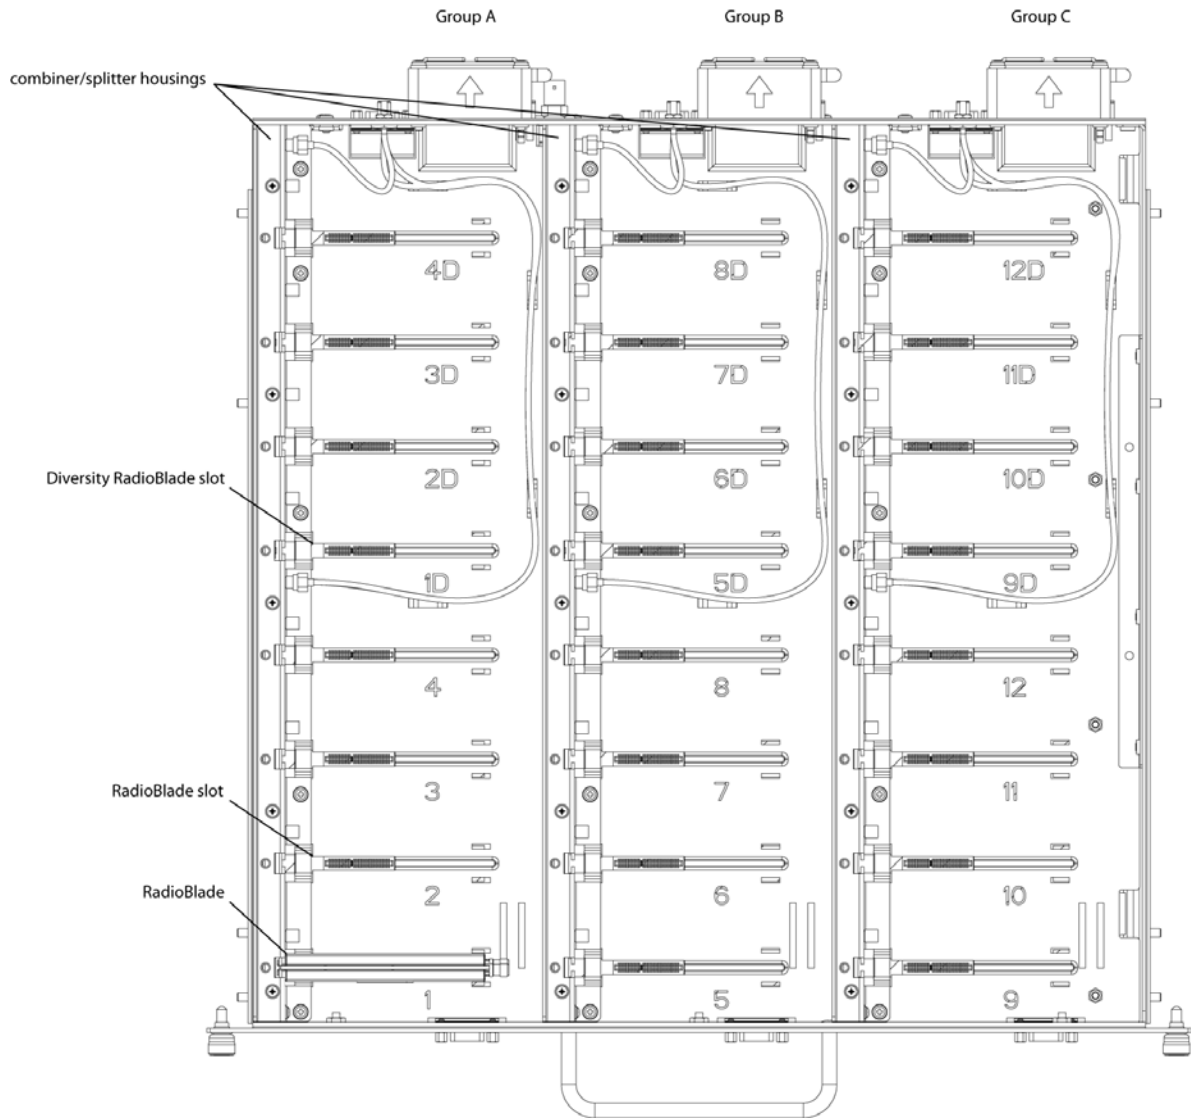 Group A
Group B
Group C
combiner/splitter housings
4D
8D
12D
3D
7D
11D
Diversity RadioBlade slot
2D
6D
10D
1D
5D
9D
4
8
12
RadioBlade slot
3
7
11
RadioBlade
2
6
10
1
5
9